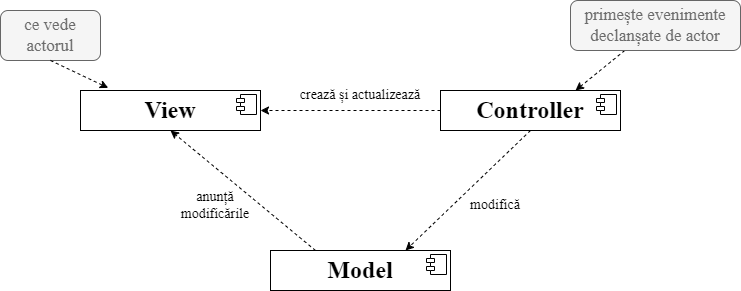 ce vede
actorul
primește evenimente
declanșate de actor
View
crează și actualizează
Controller
anunță
modificările
modifică
Model